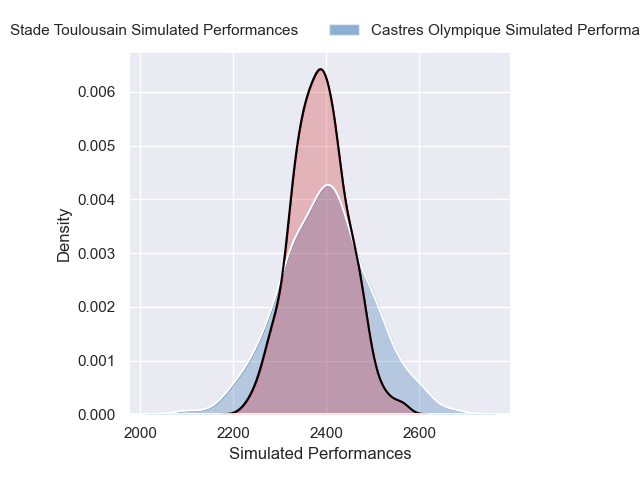 Stade Toulousain Simulated Performances
Castres Olympique Simulated Performa
0.006
0.005
0.004
0.003
0.002
0.001
0.000
Density
2000 2200 2400 2600
Simulated Performances